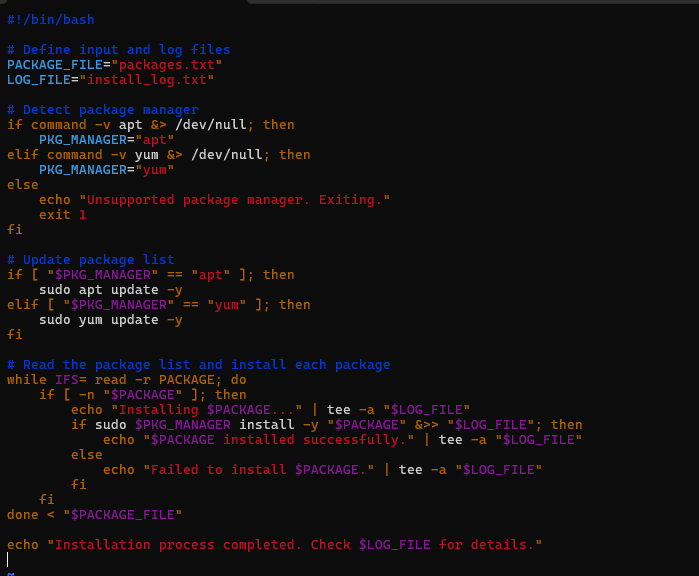 #!/bin/bash

# Define input and log files
PACKAGE_FILE="packages.txt"
LOG_FILE="install_log.txt"

# Detect package manager
if command -v apt &> /dev/null; then
    PKG_MANAGER="apt"
elif command -v yum &> /dev/null; then
    PKG_MANAGER="yum"
else
    echo "Unsupported package manager. Exiting."
    exit 1
fi

# Update package list
if [ "$PKG_MANAGER" == "apt" ]; then
    sudo apt update -y
elif [ "$PKG_MANAGER" == "yum" ]; then
    sudo yum update -y
fi

# Read the package list and install each package
while IFS= read -r PACKAGE; do
    if [ -n "$PACKAGE" ]; then
        echo "Installing $PACKAGE..." | tee -a "$LOG_FILE"
        if sudo $PKG_MANAGER install -y "$PACKAGE" &>> "$LOG_FILE"; then
            echo "$PACKAGE installed successfully." | tee -a "$LOG_FILE"
        else
            echo "Failed to install $PACKAGE." | tee -a "$LOG_FILE"
        fi
    fi
done < "$PACKAGE_FILE"

echo "Installation process completed. Check $LOG_FILE for details."
~